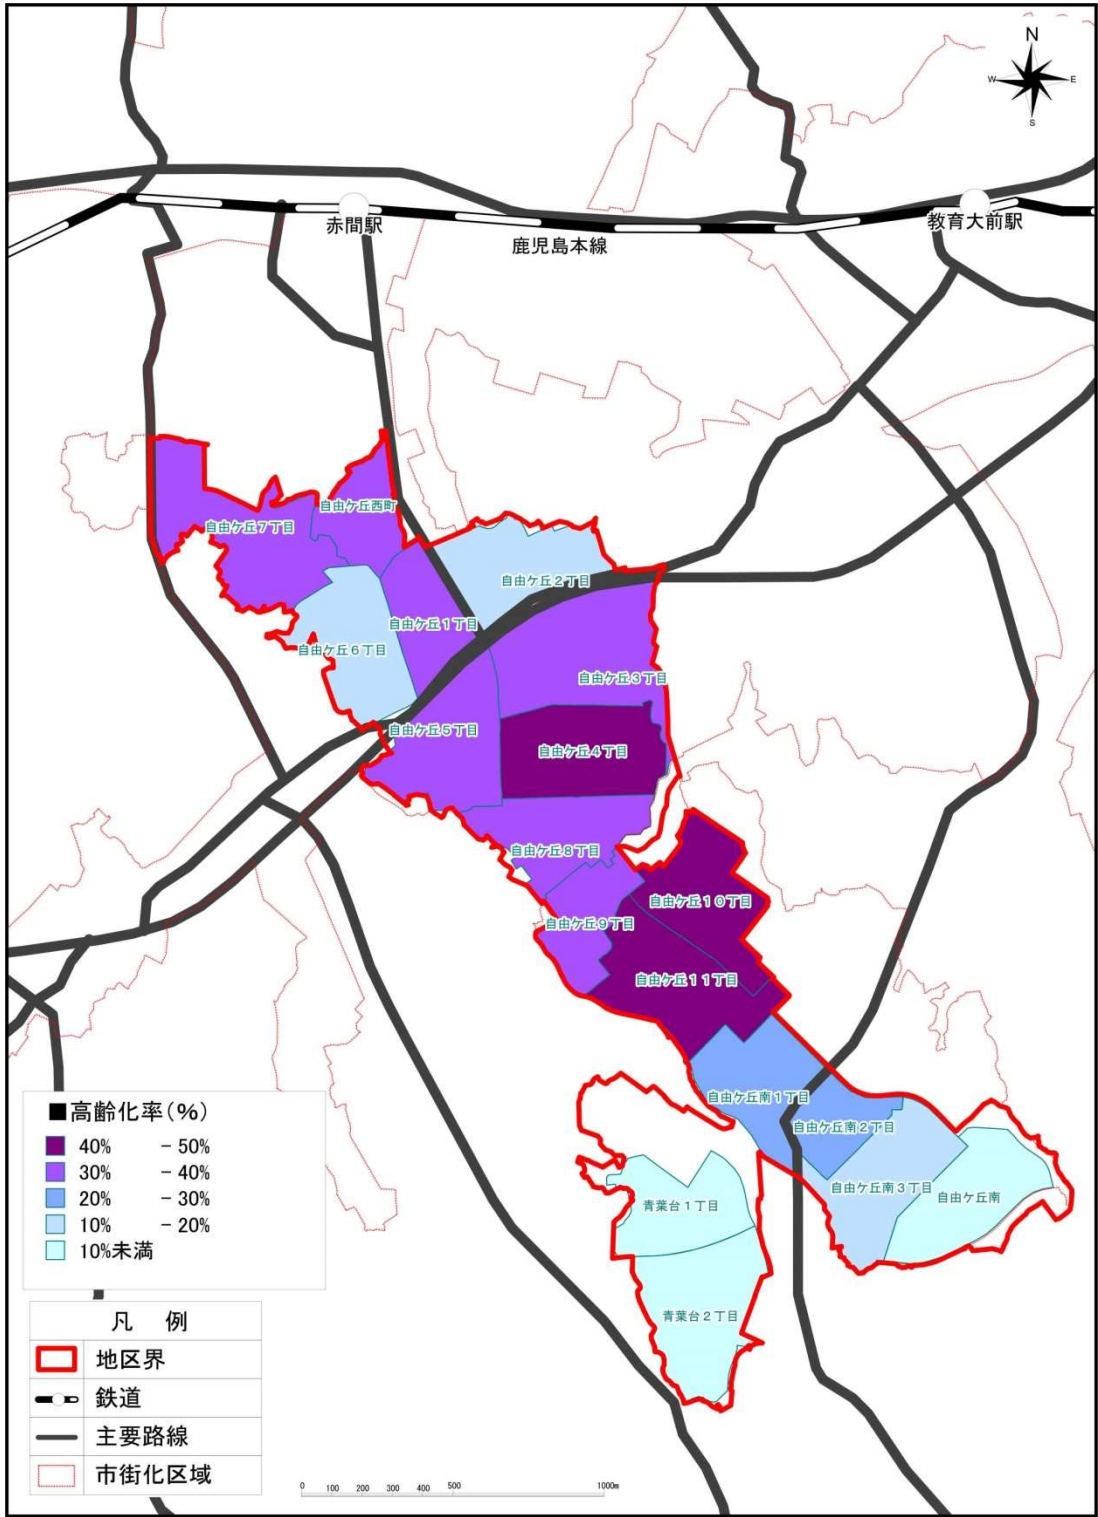 N
W
E
S
赤間駅
教育大前駅
鹿児島本線
自由ケ丘西町
自由ケ丘７丁目
自由ケ丘２丁目
自由ケ丘１丁目
自由ケ丘６丁目
自由ケ丘３丁目
自由ケ丘５丁目
自由ケ丘４丁目
自由ケ丘８丁目
自由ケ丘１０丁目
自由ケ丘９丁目
自由ケ丘１１丁目
自由ケ丘南１丁目
自由ケ丘南２丁目
自由ケ丘南３丁目
自由ケ丘南
青葉台１丁目
青葉台２丁目
■高齢化率(%)
40% - 50%
30% - 40%
20% - 30%
10% - 20%
10%未満
凡 例
地区界
鉄道
主要路線
市街化区域
0 100 200 300 400 500 1000m